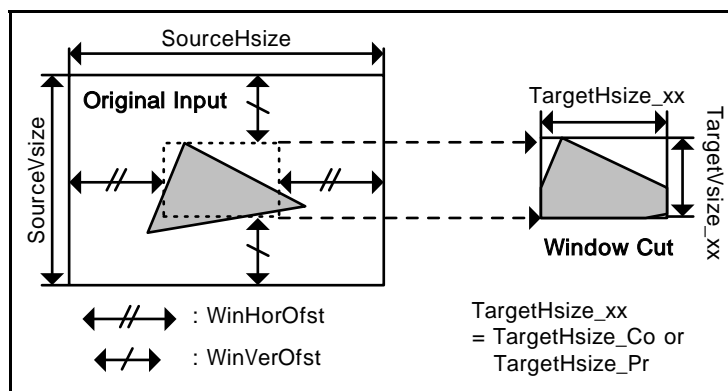 SourceHsize
SourceVsize
Original Input
TargetHsize_xx
TargetVsize_xx
Window Cut
: WinHorOfst
: WinVerOfst
TargetHsize_xx
= TargetHsize_Co or
TargetHsize_Pr